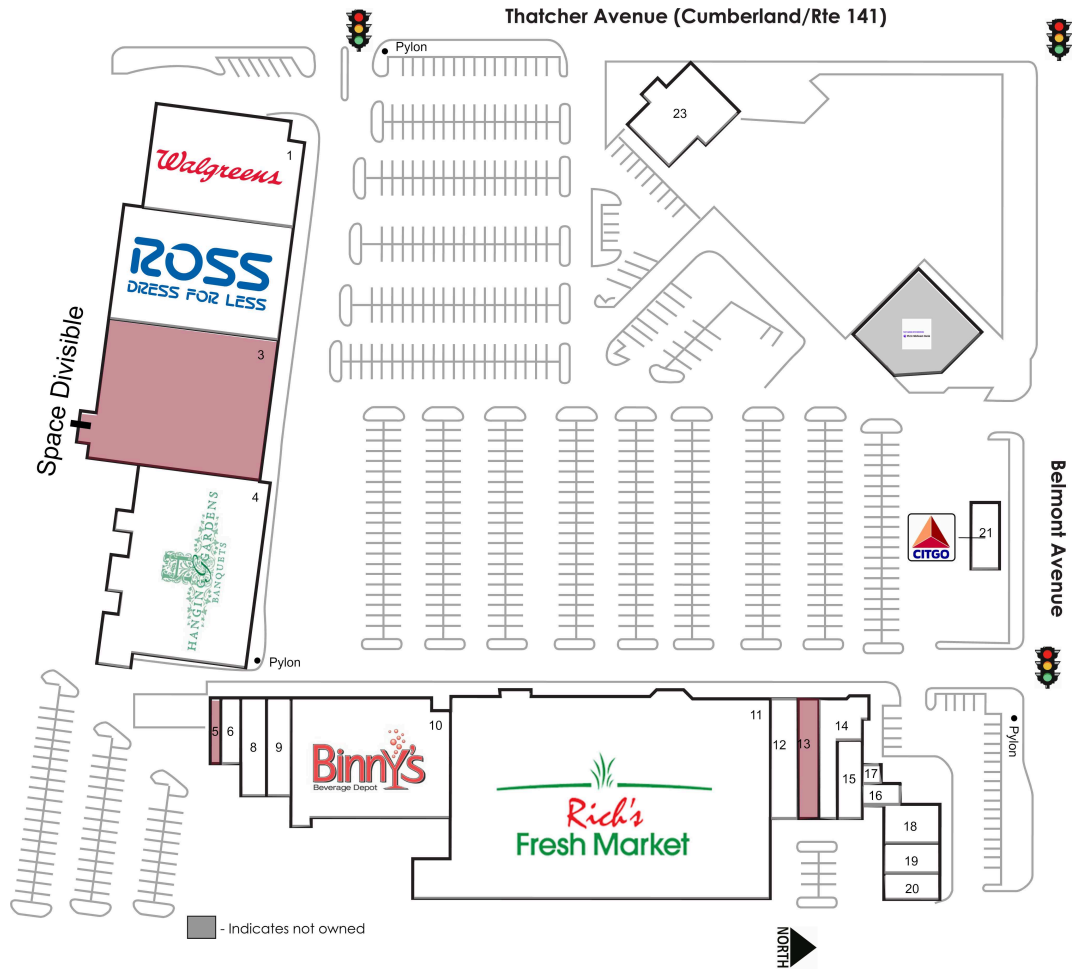 Thatcher Avenue (Cumberland/Rte 141)
Pylon
23
1
Walgreens
ROSS
DRESS FOR LESS
3
Space Divisible
4
HANGING GARDENS
BANQUETS
CITGO
21
Belmont Avenue
Pylon
5
6
8
9
10
BINNY'S
Beverage Depot
11
Rich's
Fresh Market
12
13
14
15
17
16
18
19
20
Pylon
- Indicates not owned
NORTH